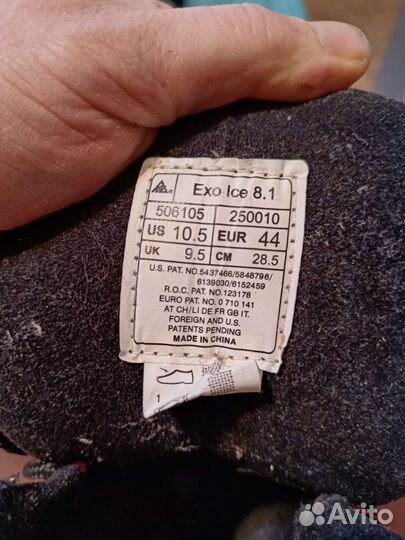 Exo Ice 8.1
506105 250010
US 10.5 EUR 44
UK 9.5 CM 28.5
U.S. PAT. NO.5437466/5848796/
6139030/6152459
R.O.C. PAT.NO.123178
EURO PAT. NO. 0 710 141
AT CH/LI DE FR GB IT.
FOREIGN AND U.S.
PATENTS PENDING
MADE IN CHINA
1
Avito